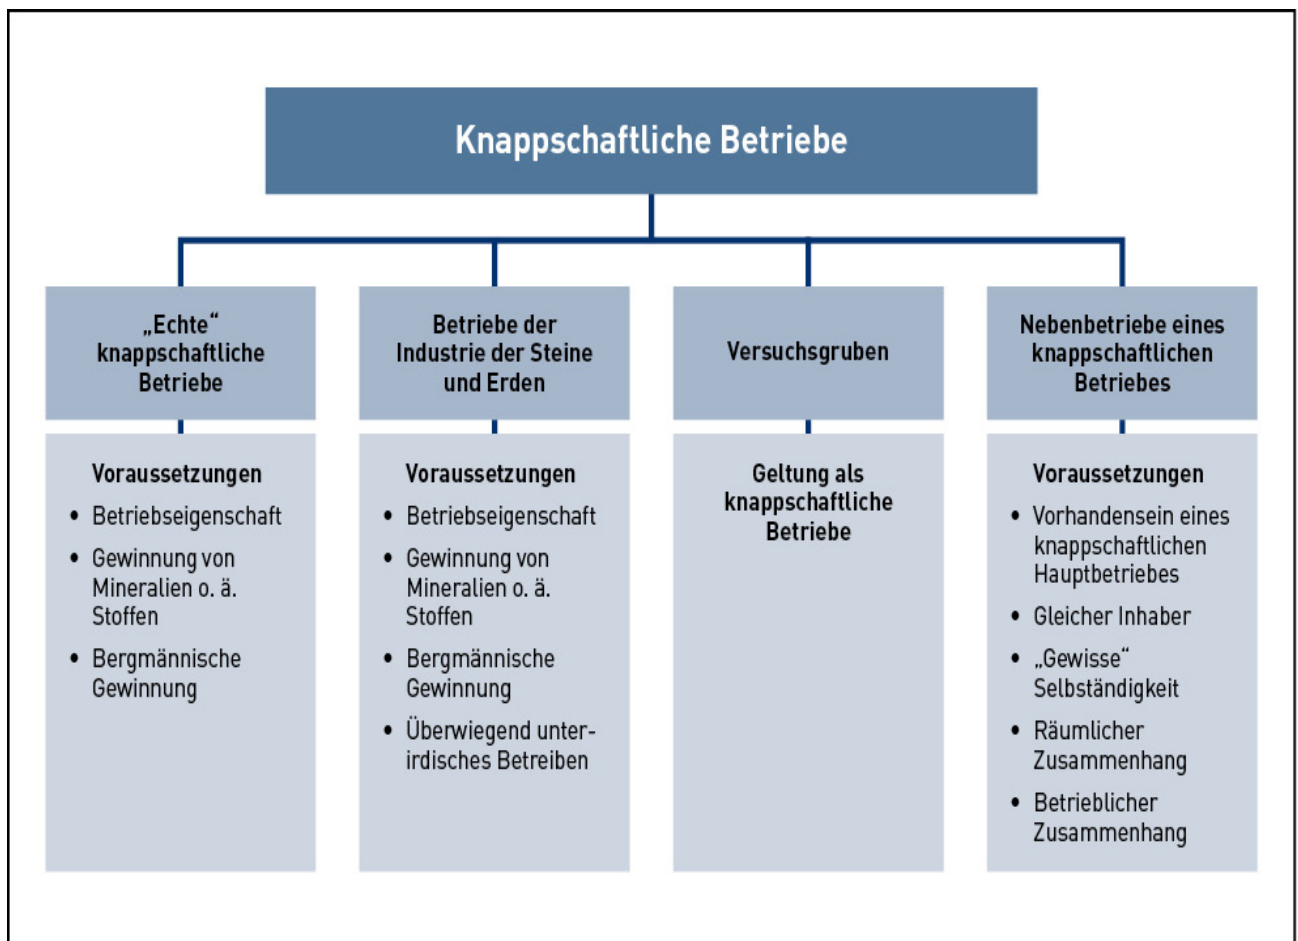 Knappschaftliche Betriebe
„Echte“
knappschaftliche
Betriebe
Voraussetzungen
• Betriebseigenschaft
• Gewinnung von
Mineralien o. ä.
Stoffen
• Bergmännische
Gewinnung
Betriebe der
Industrie der Steine
und Erden
Voraussetzungen
• Betriebseigenschaft
• Gewinnung von
Mineralien o. ä.
Stoffen
• Bergmännische
Gewinnung
• Überwiegend unter-
irdisches Betreiben
Versuchsgruben
Geltung als
knappschaftliche
Betriebe
Nebenbetriebe eines
knappschaftlichen
Betriebes
Voraussetzungen
• Vorhandensein eines
knappschaftlichen
Hauptbetriebes
• Gleicher Inhaber
• „Gewisse“
Selbständigkeit
• Räumlicher
Zusammenhang
• Betrieblicher
Zusammenhang